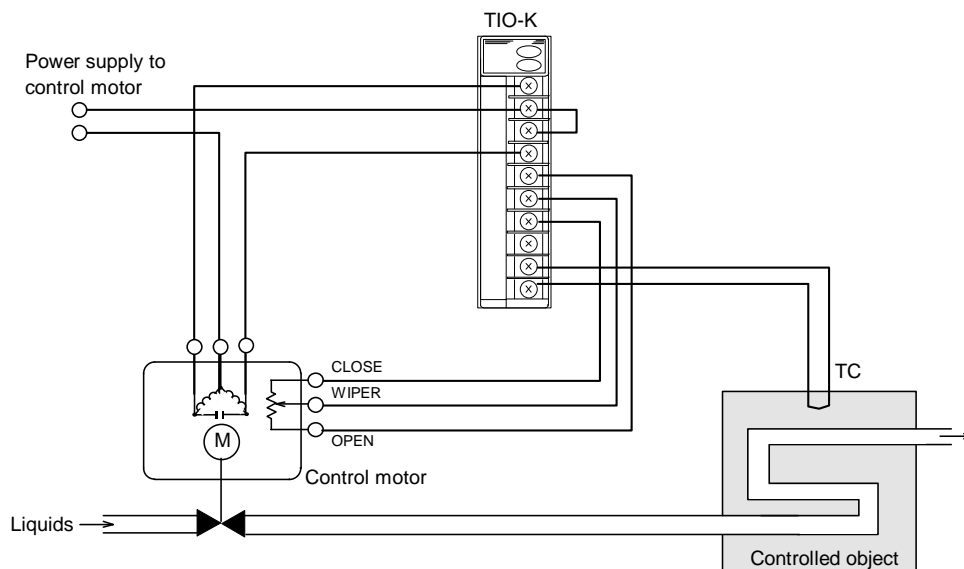 TIO-K
Power supply to
control motor
CLOSE
WIPER
OPEN
TC
M
Control motor
Liquids
Controlled object